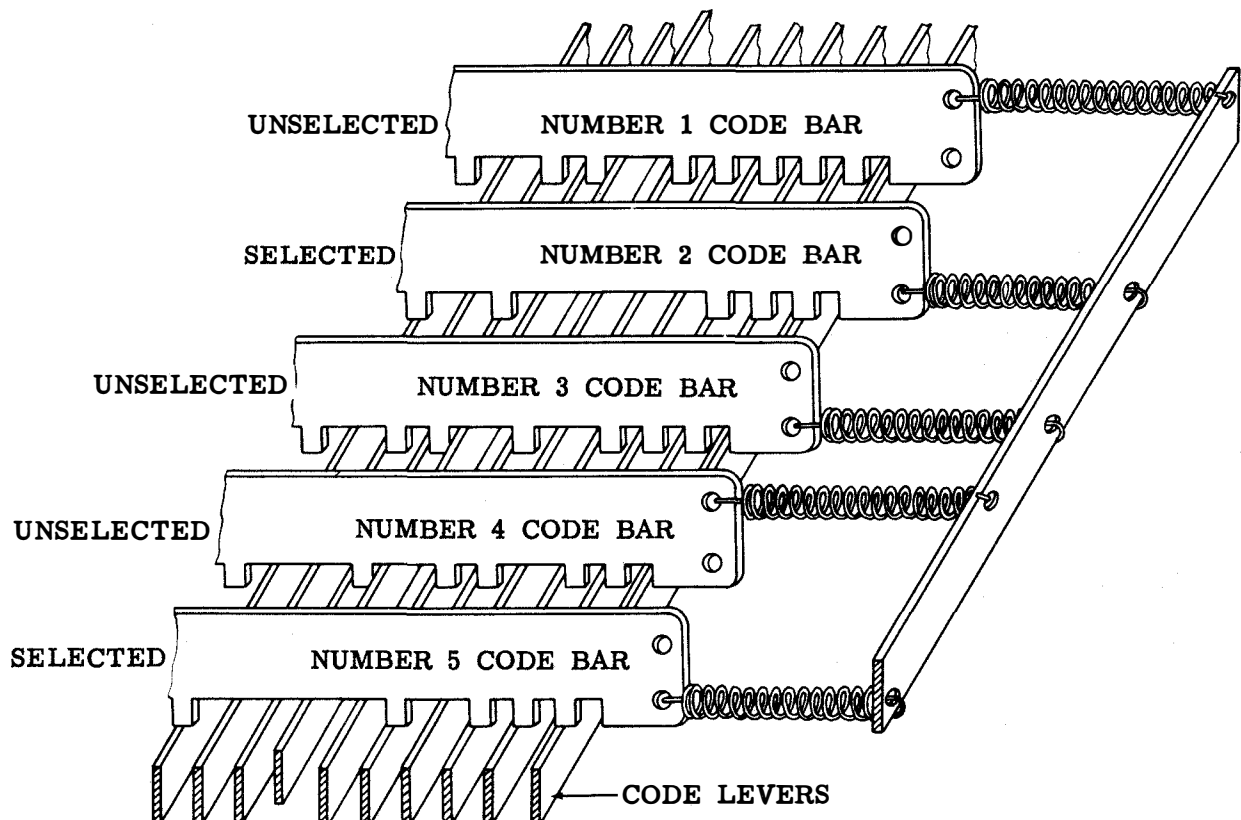 UNSELECTED
NUMBER 1 CODE BAR
SELECTED
NUMBER 2 CODE BAR
UNSELECTED
NUMBER 3 CODE BAR
UNSELECTED
NUMBER 4 CODE BAR
SELECTED
NUMBER 5 CODE BAR
CODE LEVERS